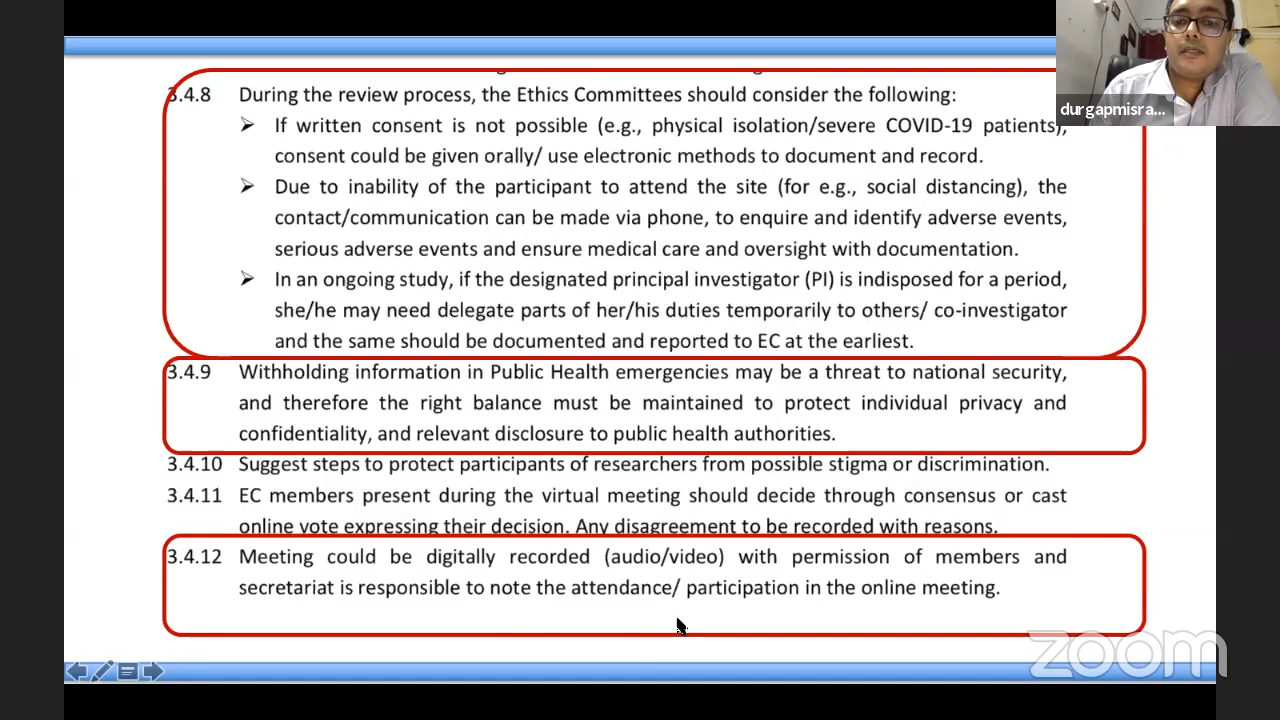 3.4.8 During the review process, the Ethics Committees should consider the following:
➢ If written consent is not possible (e.g., physical isolation/severe COVID-19 patients),
consent could be given orally/ use electronic methods to document and record.
➢ Due to inability of the participant to attend the site (for e.g., social distancing), the
contact/communication can be made via phone, to enquire and identify adverse events,
serious adverse events and ensure medical care and oversight with documentation.
➢ In an ongoing study, if the designated principal investigator (PI) is indisposed for a period,
she/he may need delegate parts of her/his duties temporarily to others/ co-investigator
and the same should be documented and reported to EC at the earliest.
3.4.9 Withholding information in Public Health emergencies may be a threat to national security,
and therefore the right balance must be maintained to protect individual privacy and
confidentiality, and relevant disclosure to public health authorities.
3.4.10 Suggest steps to protect participants of researchers from possible stigma or discrimination.
3.4.11 EC members present during the virtual meeting should decide through consensus or cast
online vote expressing their decision. Any disagreement to be recorded with reasons.
3.4.12 Meeting could be digitally recorded (audio/video) with permission of members and
secretariat is responsible to note the attendance/ participation in the online meeting.
durgapmisra...
zoom